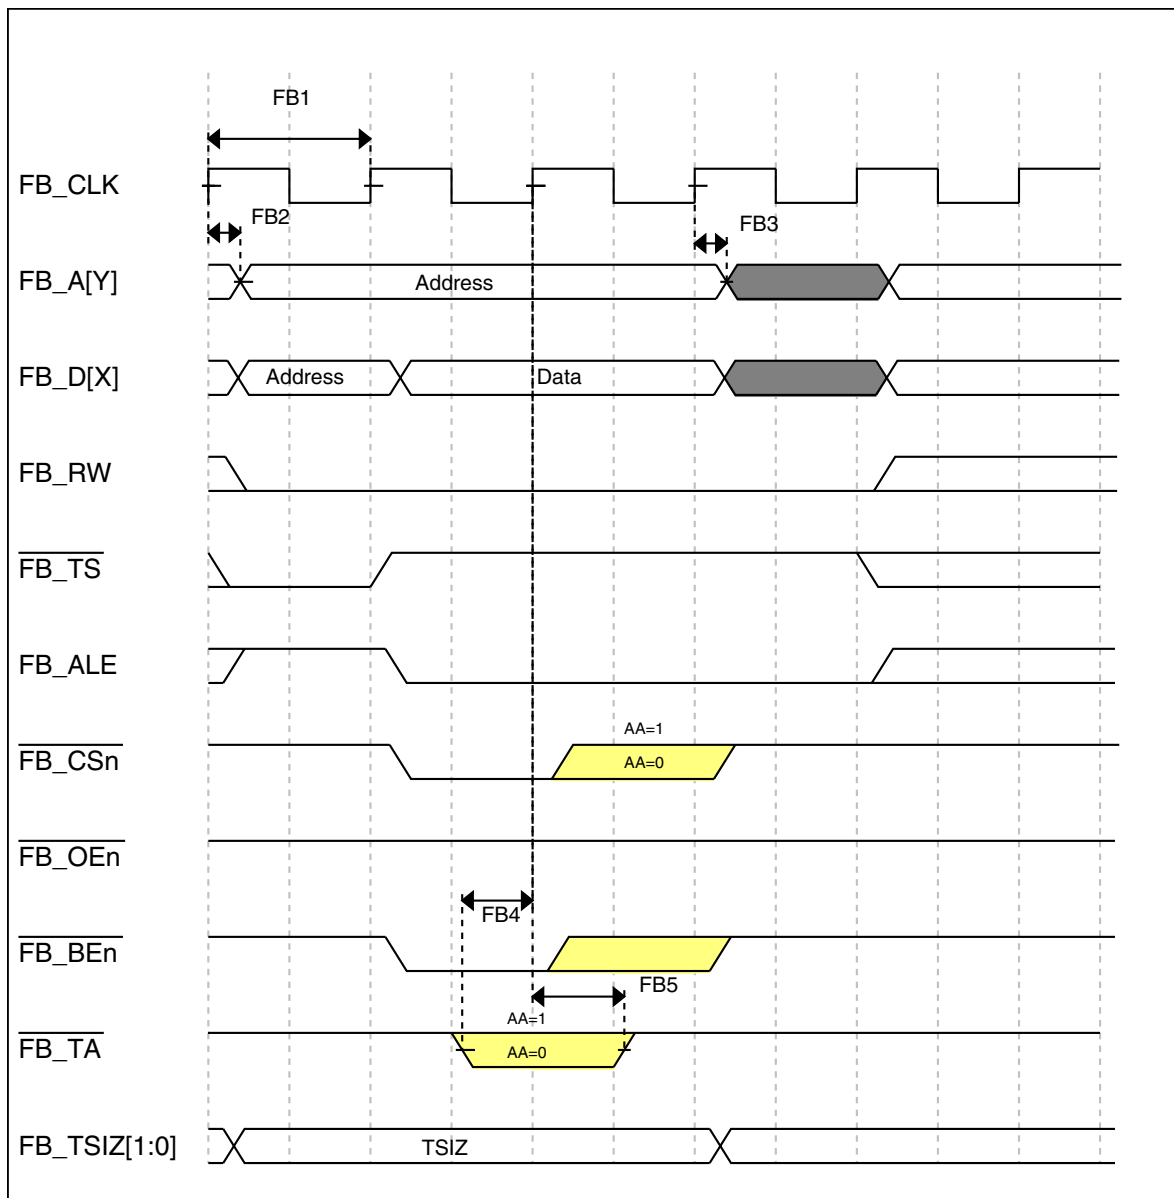 FB1
FB_CLK
FB2
FB3
FB_A[Y]
Address
FB_D[X]
Address
Data
FB_RW
FB_TS
FB_ALE
AA=1
FB_CSn
AA=0
FB_OEn
FB4
FB_BEn
FB5
AA=1
FB_TA
AA=0
FB_TSIZ[1:0]
TSIZ